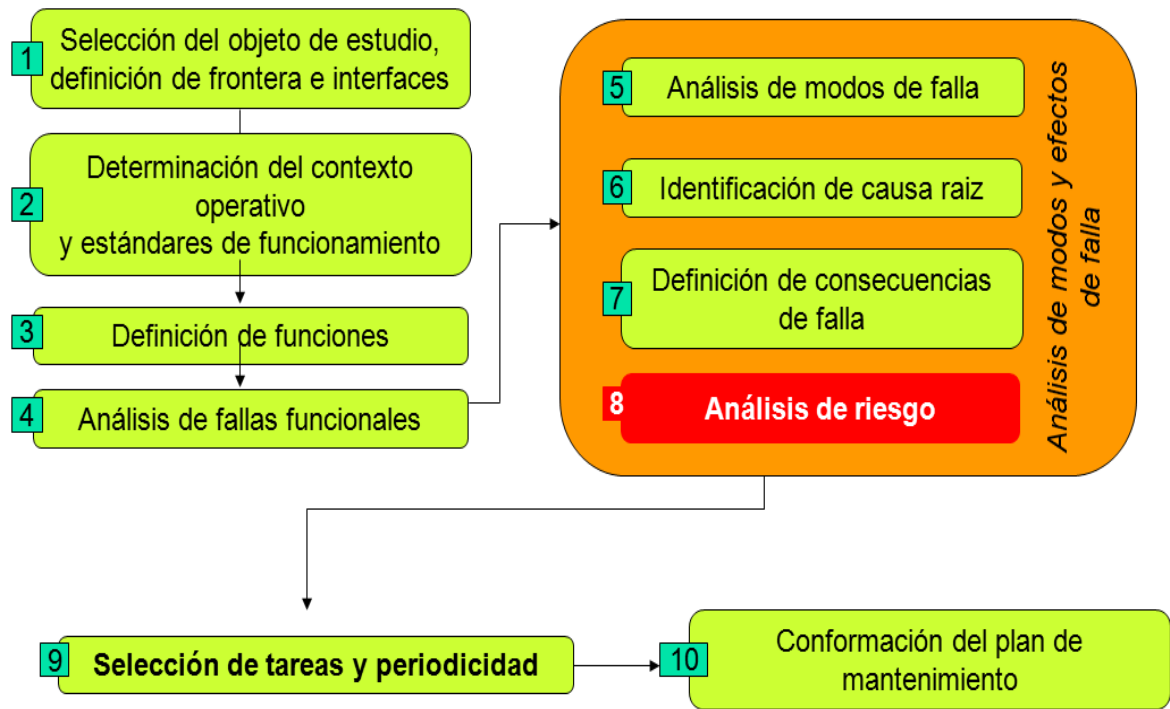 1
Selección del objeto de estudio,
definición de frontera e interfaces
2
Determinación del contexto
operativo
y estándares de funcionamiento
3
Definición de funciones
4
Análisis de fallas funcionales
5
Análisis de modos de falla
6
Identificación de causa raiz
7
Definición de consecuencias
de falla
8
Análisis de riesgo
Análisis de modos y efectos
de falla
9
Selección de tareas y periodicidad
10
Conformación del plan de
mantenimiento